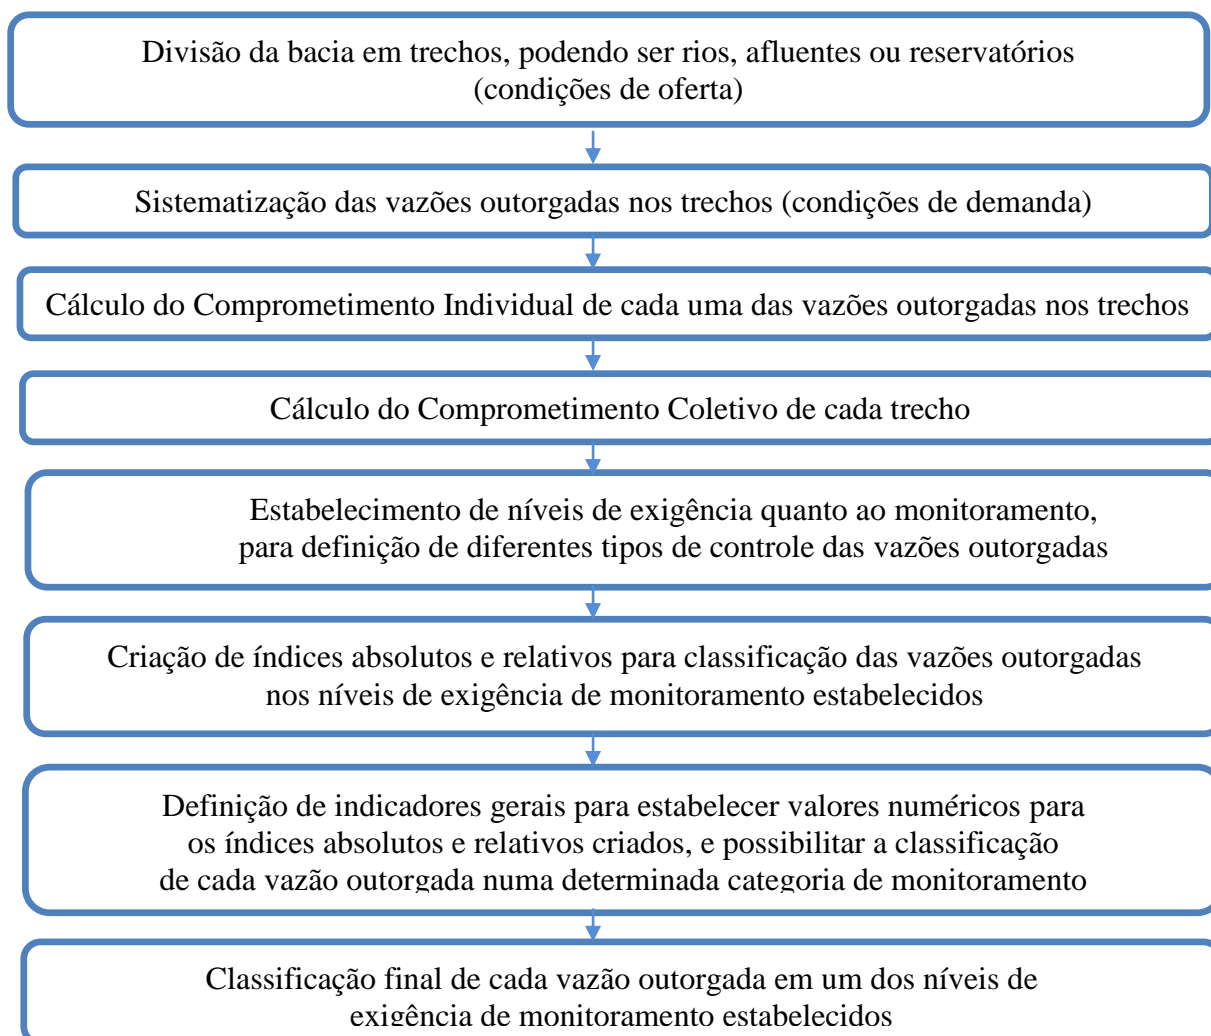 Divisão da bacia em trechos, podendo ser rios, afluentes ou reservatórios
(condições de oferta)
Sistematização das vazões outorgadas nos trechos (condições de demanda)
Cálculo do Comprometimento Individual de cada uma das vazões outorgadas nos trechos
Cálculo do Comprometimento Coletivo de cada trecho
Estabelecimento de níveis de exigência quanto ao monitoramento,
para definição de diferentes tipos de controle das vazões outorgadas
Criação de índices absolutos e relativos para classificação das vazões outorgadas
nos níveis de exigência de monitoramento estabelecidos
Definição de indicadores gerais para estabelecer valores numéricos para
os índices absolutos e relativos criados, e possibilitar a classificação
de cada vazão outorgada numa determinada categoria de monitoramento
Classificação final de cada vazão outorgada em um dos níveis de
exigência de monitoramento estabelecidos